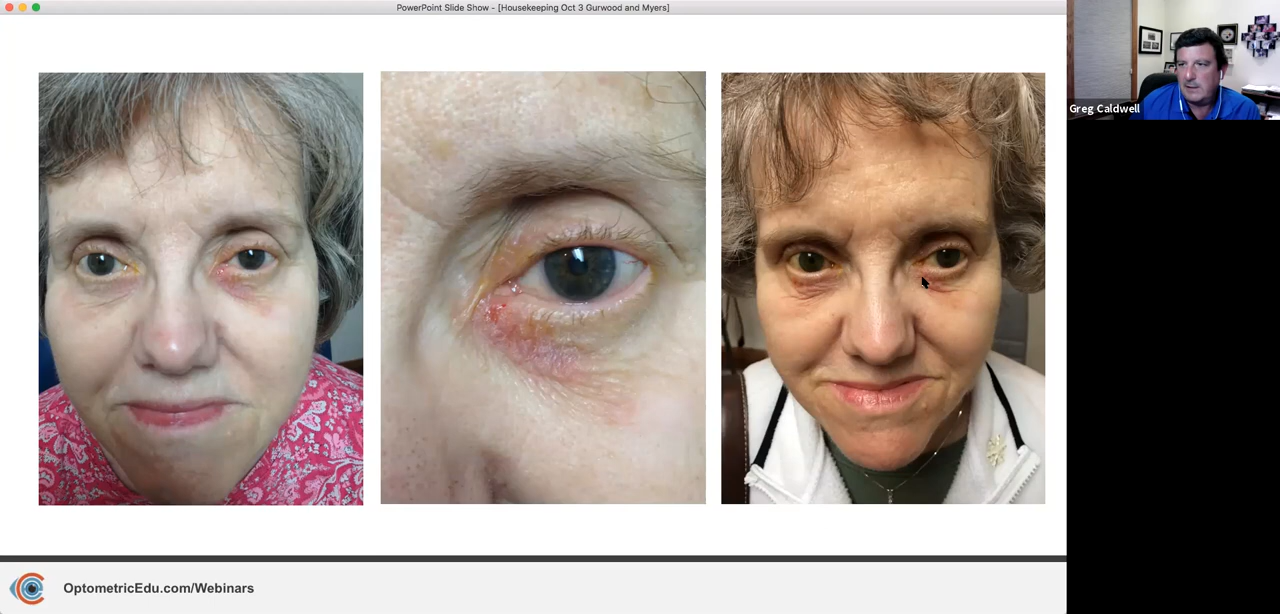 PowerPoint Slide Show - [Housekeeping Oct 3 Gurwood and Myers]
Greg Caldwell
OptometricEdu.com/Webinars